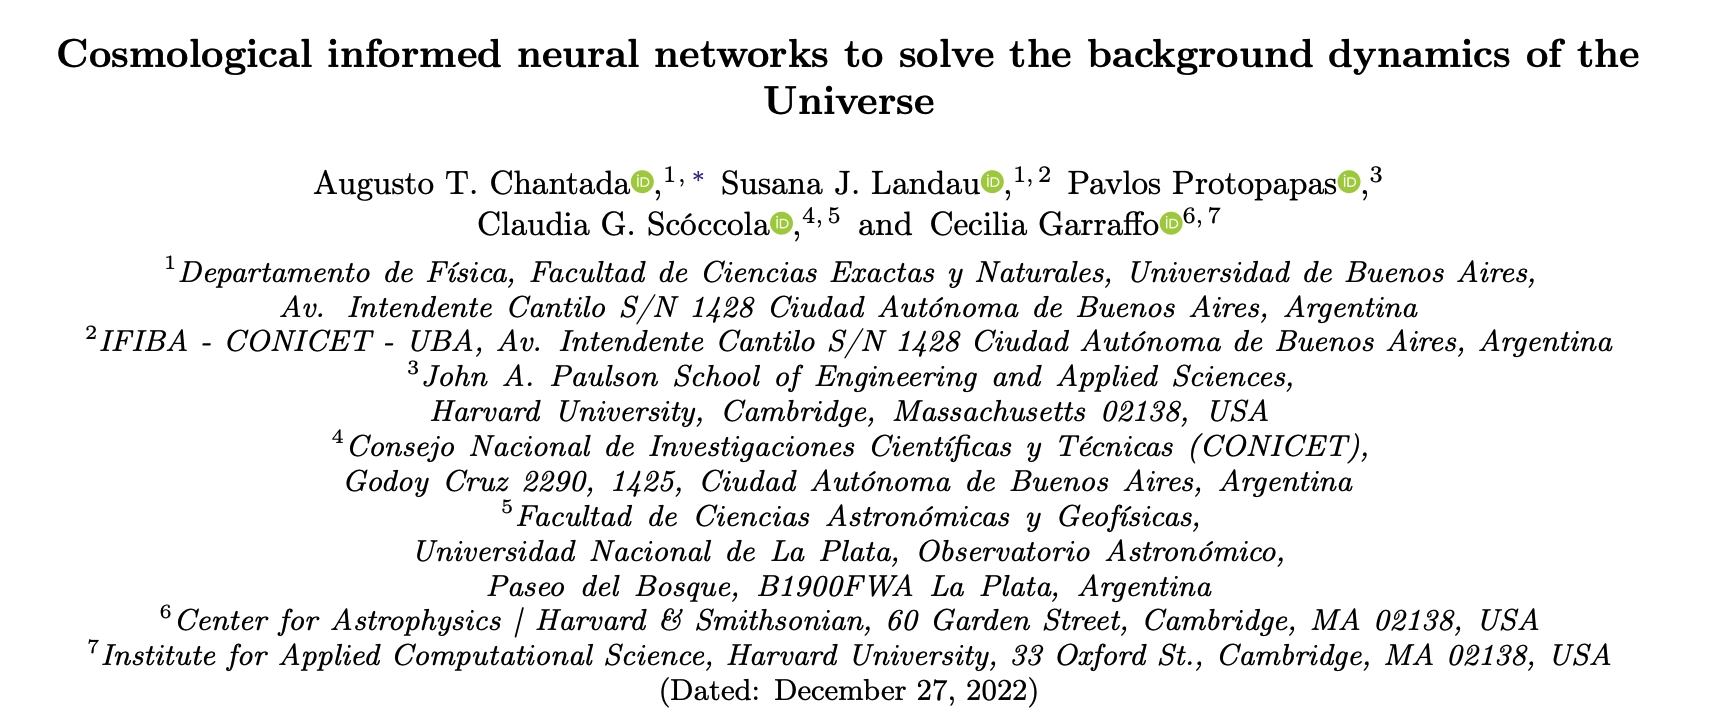 Cosmological informed neural networks to solve the background dynamics of the
Universe
Augusto T. Chantada iD,1, * Susana J. Landau iD,1, 2 Pavlos Protopapas iD,3
Claudia G. Scóccola iD,4, 5 and Cecilia Garraffo iD6, 7
1Departamento de Física, Facultad de Ciencias Exactas y Naturales, Universidad de Buenos Aires,
Av. Intendente Cantilo S/N 1428 Ciudad Autónoma de Buenos Aires, Argentina
2IFIBA - CONICET - UBA, Av. Intendente Cantilo S/N 1428 Ciudad Autónoma de Buenos Aires, Argentina
3John A. Paulson School of Engineering and Applied Sciences,
Harvard University, Cambridge, Massachusetts 02138, USA
4Consejo Nacional de Investigaciones Científicas y Técnicas (CONICET),
Godoy Cruz 2290, 1425, Ciudad Autónoma de Buenos Aires, Argentina
5Facultad de Ciencias Astronómicas y Geofísicas,
Universidad Nacional de La Plata, Observatorio Astronómico,
Paseo del Bosque, B1900FWA La Plata, Argentina
6Center for Astrophysics | Harvard & Smithsonian, 60 Garden Street, Cambridge, MA 02138, USA
7Institute for Applied Computational Science, Harvard University, 33 Oxford St., Cambridge, MA 02138, USA
(Dated: December 27, 2022)